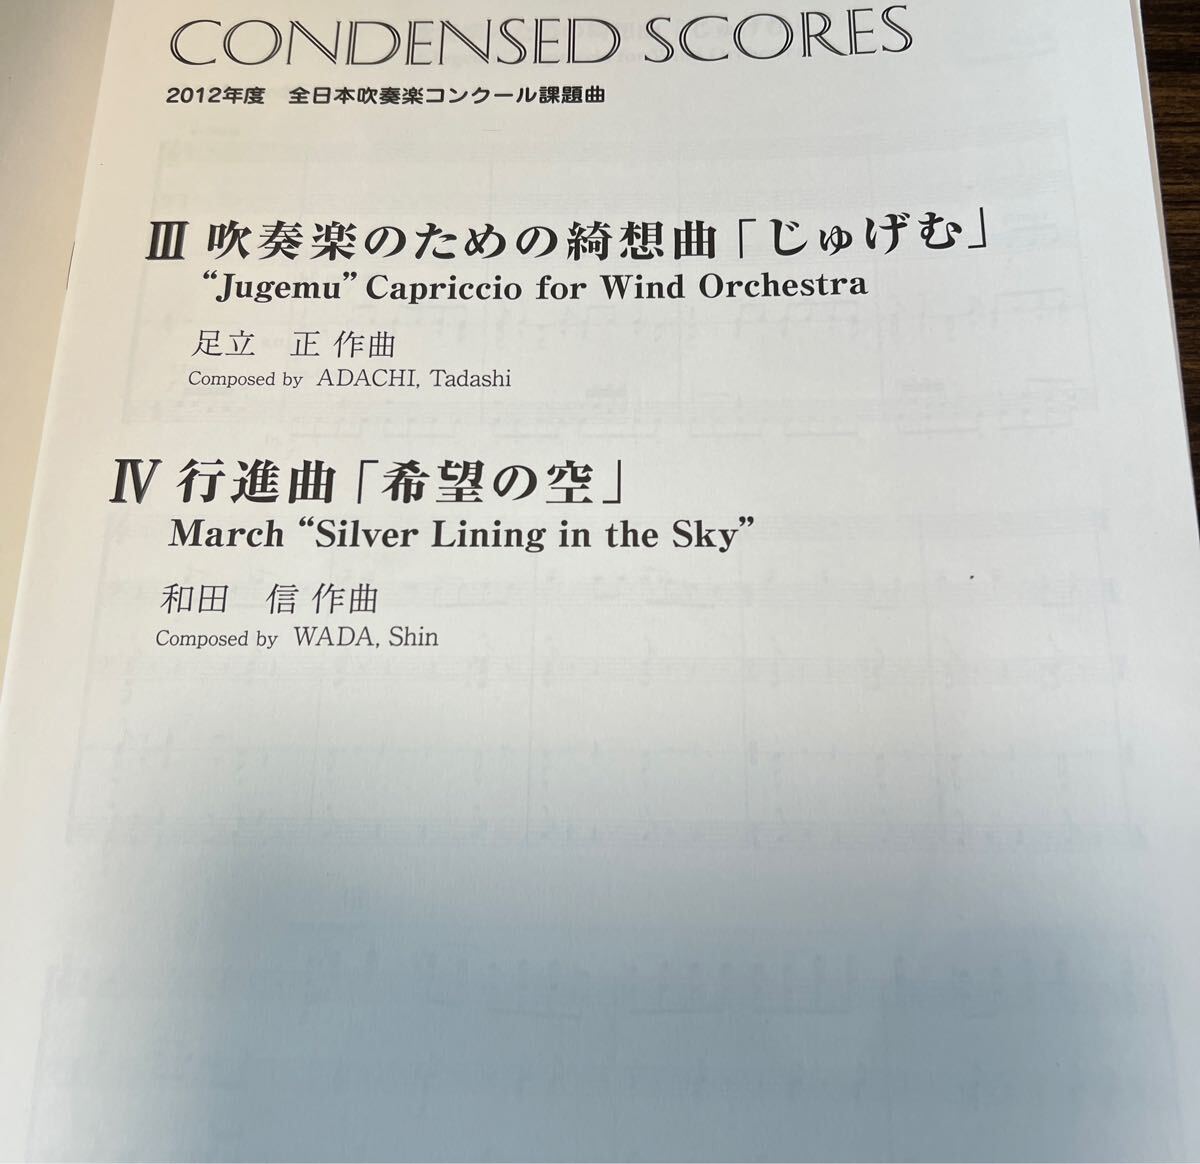 CONDENSED SCORES
2012年度 全日本吹奏楽コンクール課題曲
Ⅲ 吹奏楽のための綺想曲「じゅげむ」
“Jugemu” Capriccio for Wind Orchestra
足立 正 作曲
Composed by ADACHI, Tadashi
Ⅳ 行進曲「希望の空」
March “Silver Lining in the Sky”
和田 信 作曲
Composed by WADA, Shin